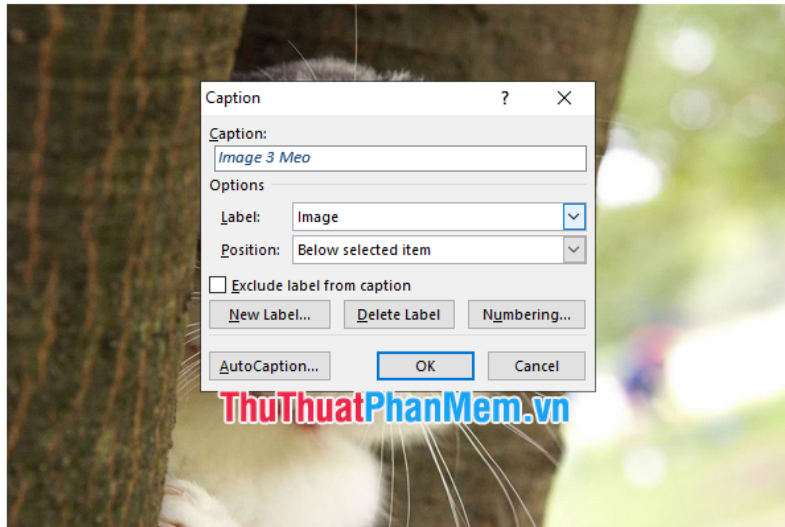 Caption
?
Caption:
Image 3 Meo
Options
Label:
Image
Position:
Below selected item
Exclude label from caption
New Label...
Delete Label
Numbering...
AutoCaption...
OK
Cancel
ThuThuatPhanMem.vn